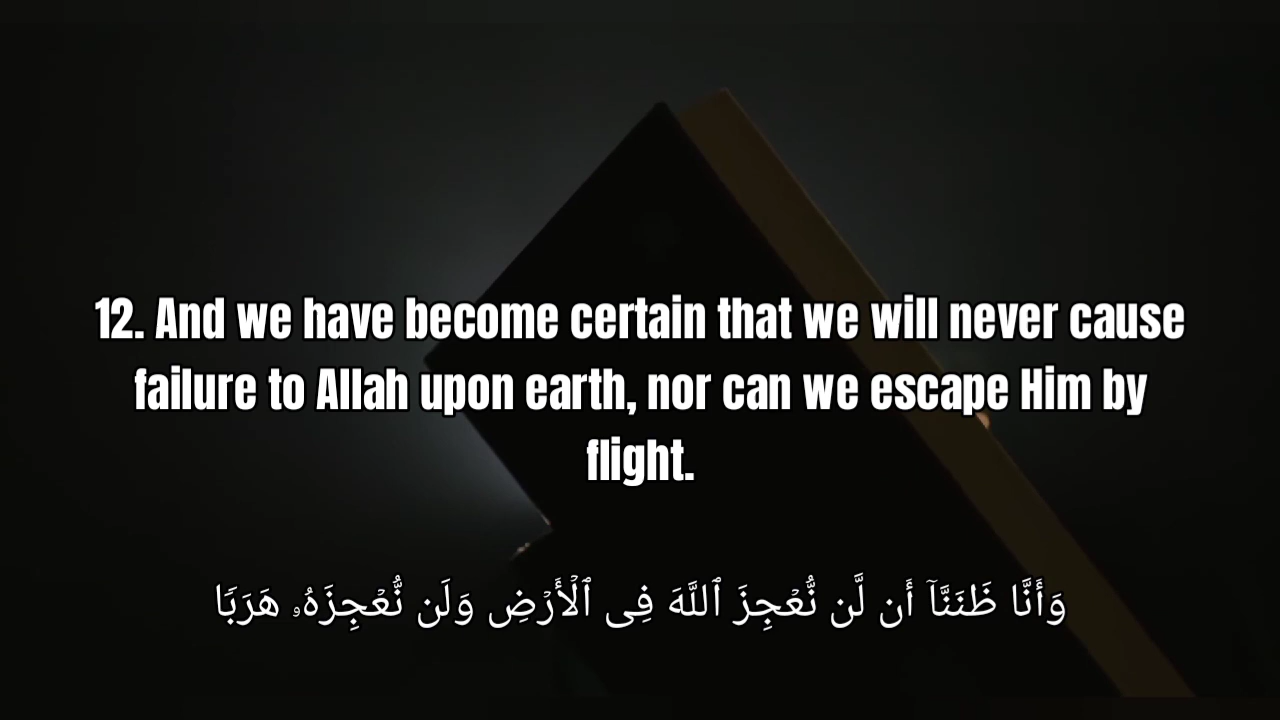 12. And we have become certain that we will never cause
failure to Allah upon earth, nor can we escape Him by
flight.
وَأَنَّا ظَنَنَّآ أَن لَّن نُّعْجِزَ ٱللَّهَ فِى ٱلْأَرْضِ وَلَن نُّعْجِزَهُۥ هَرَبًا